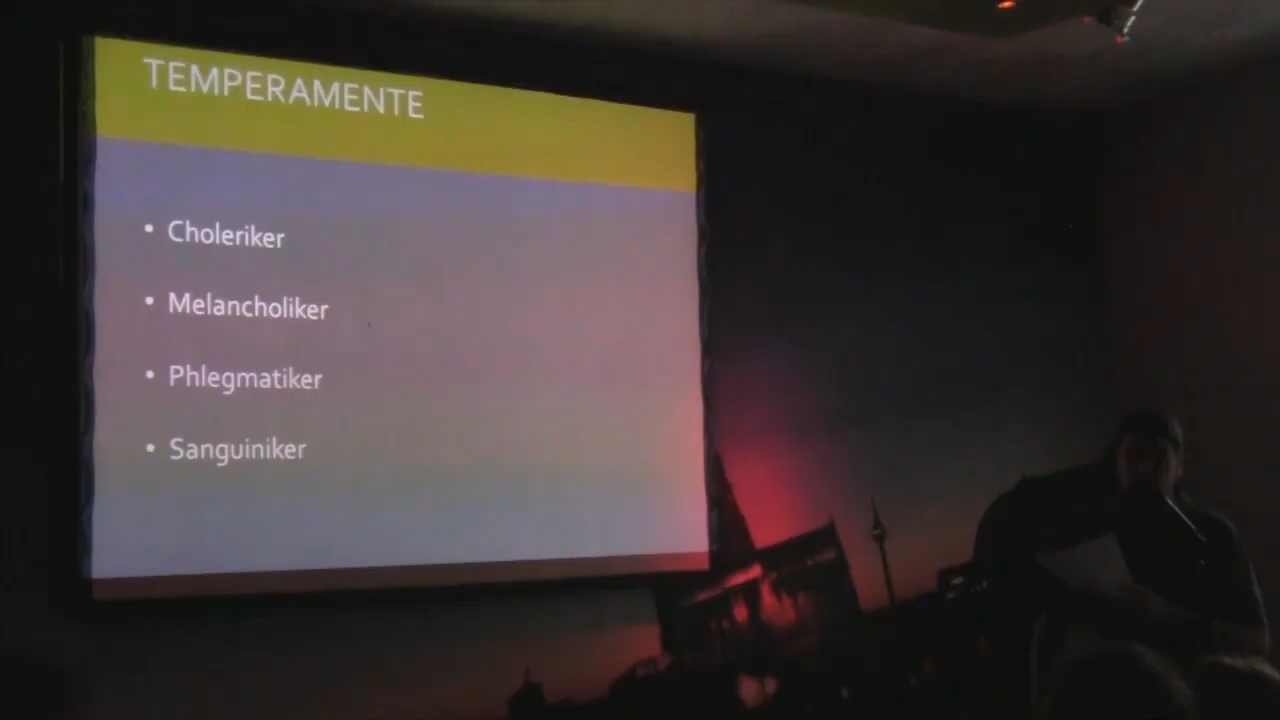 TEMPERAMENTE
• Choleriker
• Melancholiker
• Phlegmatiker
• Sanguiniker